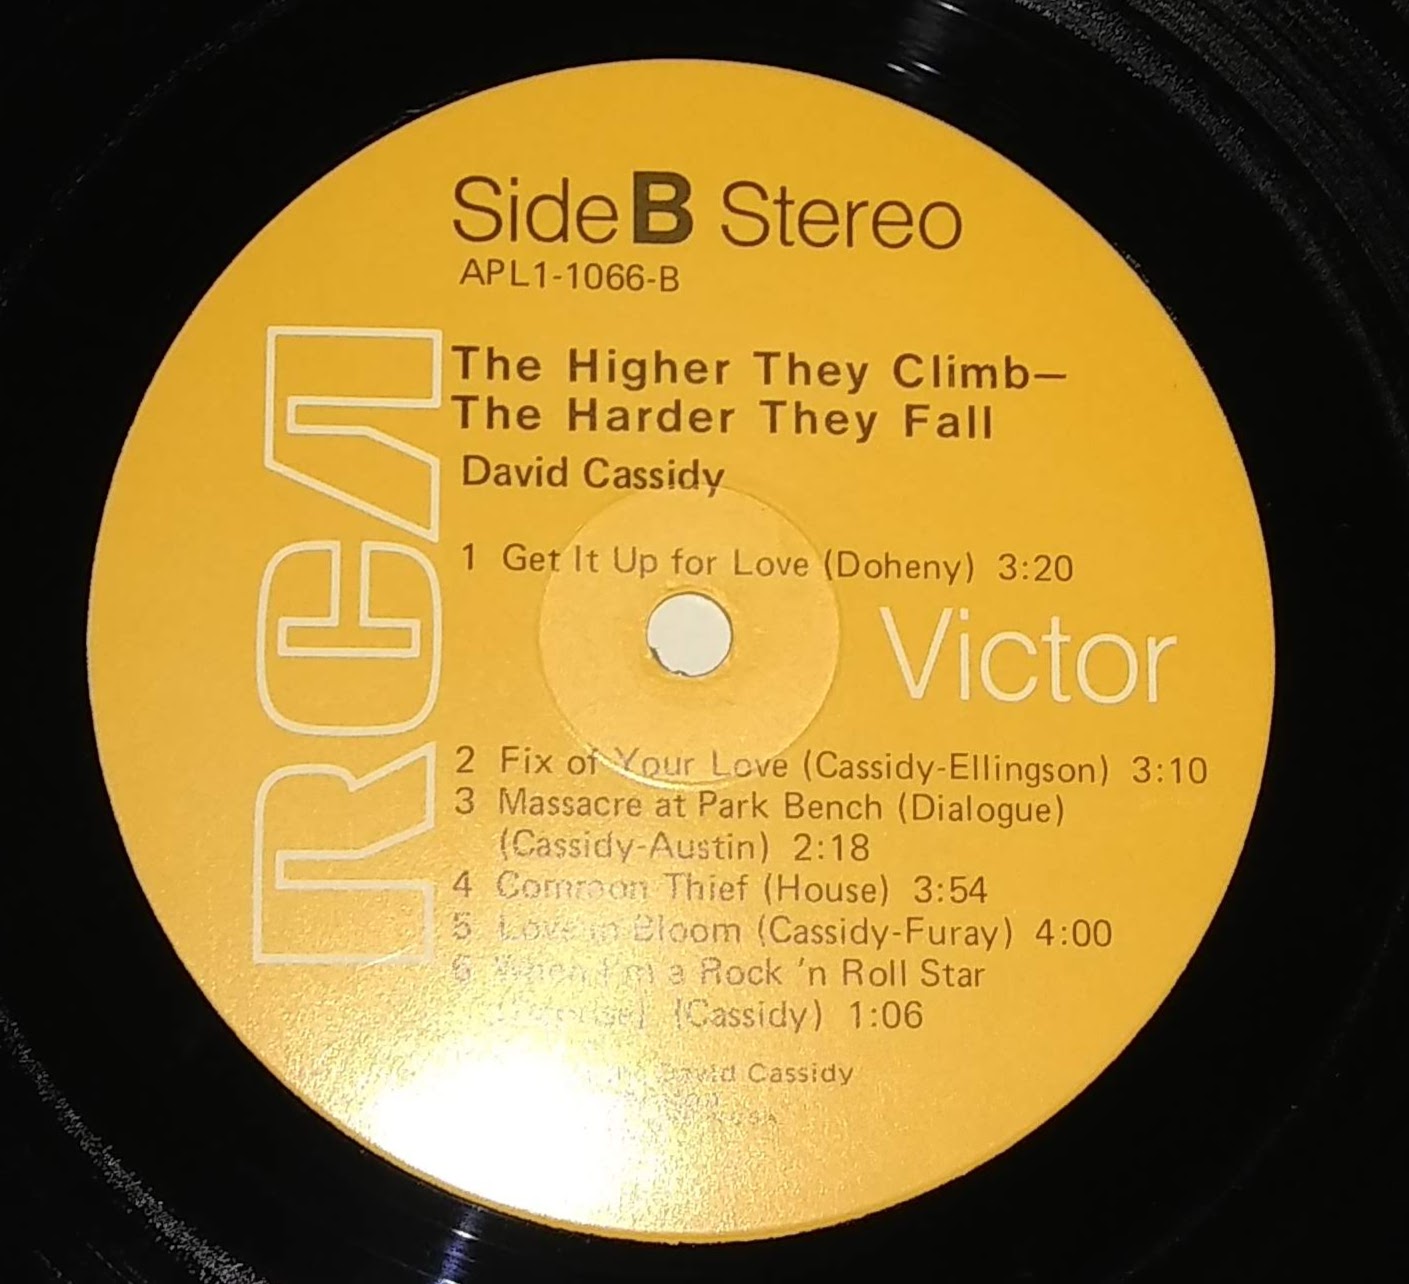 Side B Stereo
APL1-1066-B
RCA
The Higher They Climb—
The Harder They Fall
David Cassidy
1 Get It Up for Love (Doheny) 3:20
Victor
2 Fix of Your Love (Cassidy-Ellingson) 3:10
3 Massacre at Park Bench (Dialogue)
(Cassidy-Austin) 2:18
4 Common Thief (House) 3:54
5 Love in Bloom (Cassidy-Furay) 4:00
6 When I'm a Rock 'n Roll Star
(Cassidy) 1:06
David Cassidy